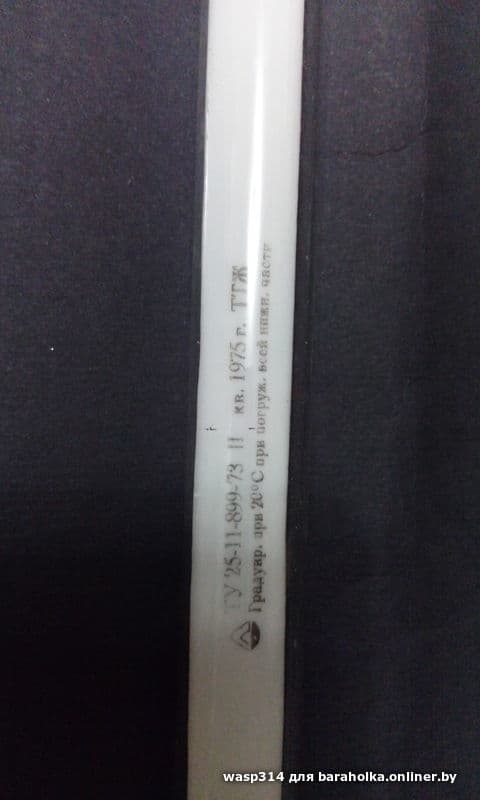 ТУ 25-11-899-73 II кв. 1975 г. ТГЖ
Градуир. при 20°С при погруж. всей нижн. части
wasp314 для baraholka.onliner.by